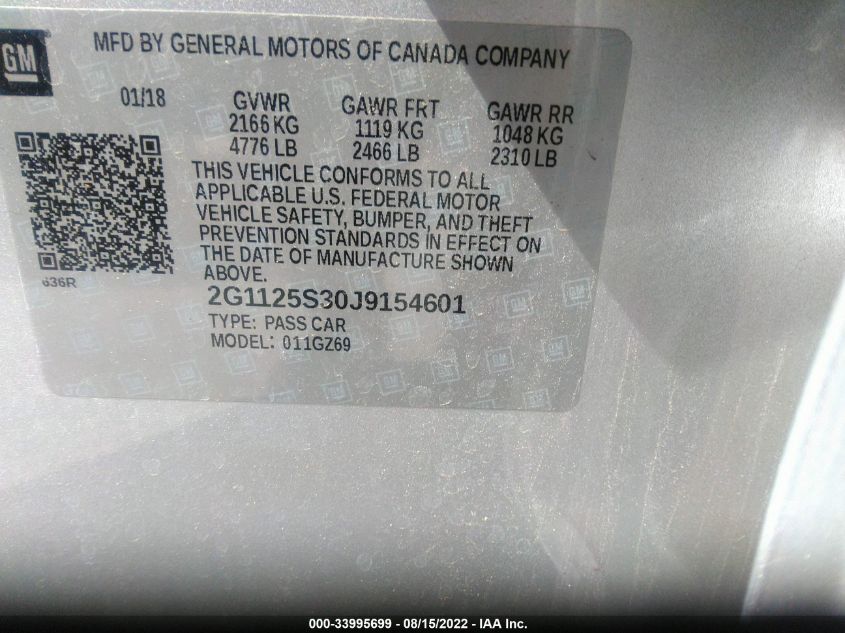 GM
MFD BY GENERAL MOTORS OF CANADA COMPANY
01/18 GVWR GAWR FRT GAWR RR
2166 KG 1119 KG 1048 KG
4776 LB 2466 LB 2310 LB
THIS VEHICLE CONFORMS TO ALL
APPLICABLE U.S. FEDERAL MOTOR
VEHICLE SAFETY, BUMPER, AND THEFT
PREVENTION STANDARDS IN EFFECT ON
THE DATE OF MANUFACTURE SHOWN
ABOVE.
636R
2G1125S30J9154601
TYPE: PASS CAR
MODEL: 011GZ69
000-33995699 - 08/15/2022 - IAA Inc.